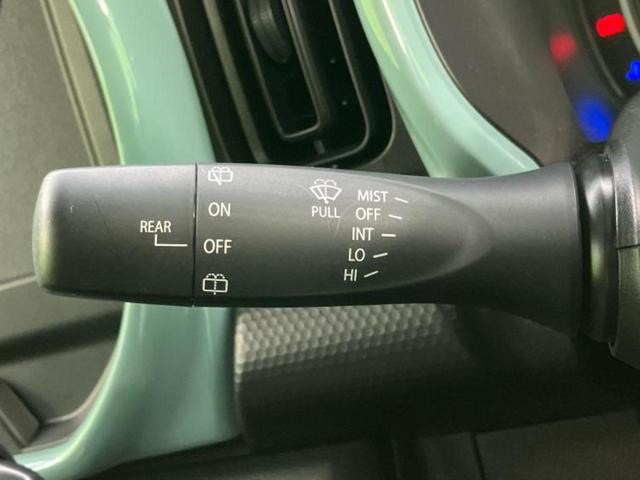 REAR
ON
OFF
PULL
MIST
OFF
INT
LO
HI